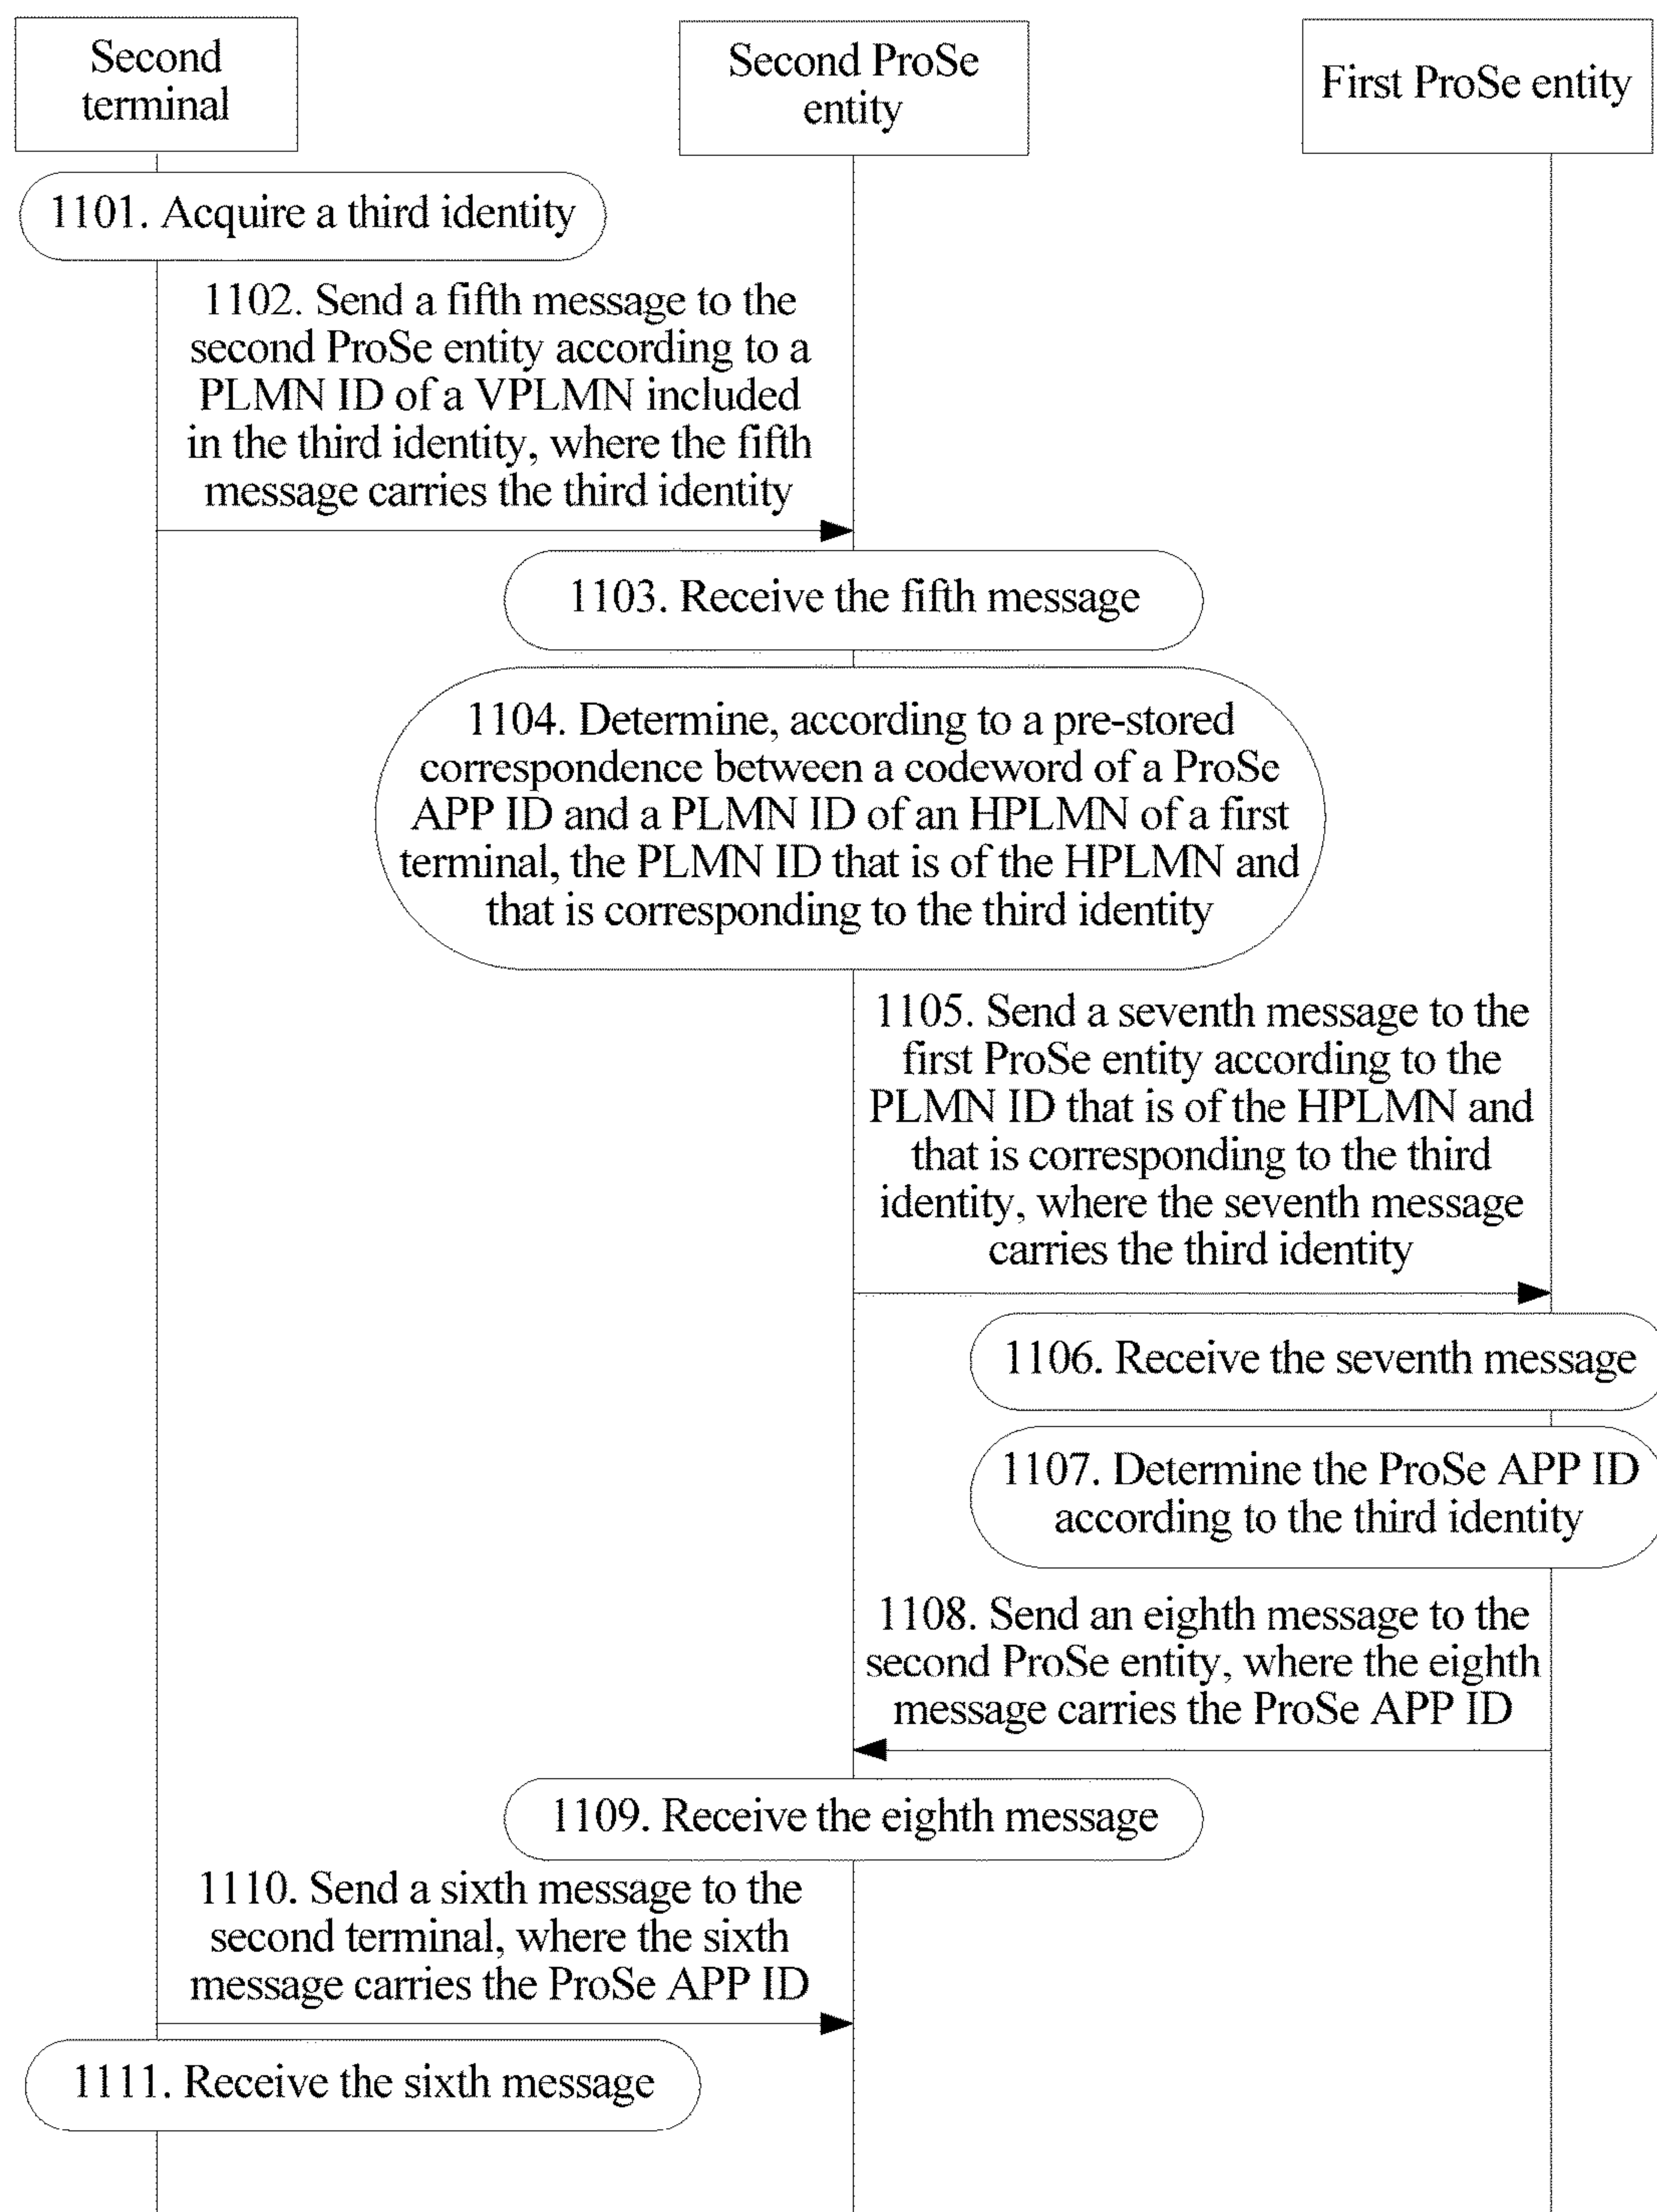 Second
terminal
Second ProSe
entity
First ProSe entity
1101. Acquire a third identity
1102. Send a fifth message to the
second ProSe entity according to a
PLMN ID of a VPLMN included
in the third identity, where the fifth
message carries the third identity
1103. Receive the fifth message
1104. Determine, according to a pre-stored
correspondence between a codeword of a ProSe
APP ID and a PLMN ID of an HPLMN of a first
terminal, the PLMN ID that is of the HPLMN and
that is corresponding to the third identity
1105. Send a seventh message to the
first ProSe entity according to the
PLMN ID that is of the HPLMN and
that is corresponding to the third
identity, where the seventh message
carries the third identity
1106. Receive the seventh message
1107. Determine the ProSe APP ID
according to the third identity
1108. Send an eighth message to the
second ProSe entity, where the eighth
message carries the ProSe APP ID
1109. Receive the eighth message
1110. Send a sixth message to the
second terminal, where the sixth
message carries the ProSe APP ID
1111. Receive the sixth message